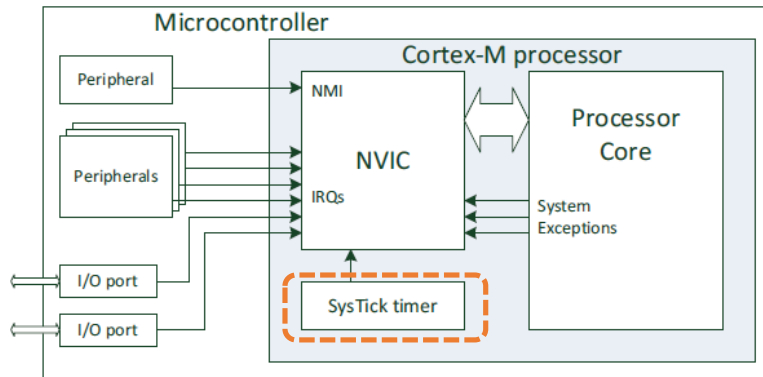 Microcontroller
Cortex-M processor
Peripheral
NMI
Processor
Core
NVIC
Peripherals
IRQs
System
Exceptions
I/O port
SysTick timer
I/O port